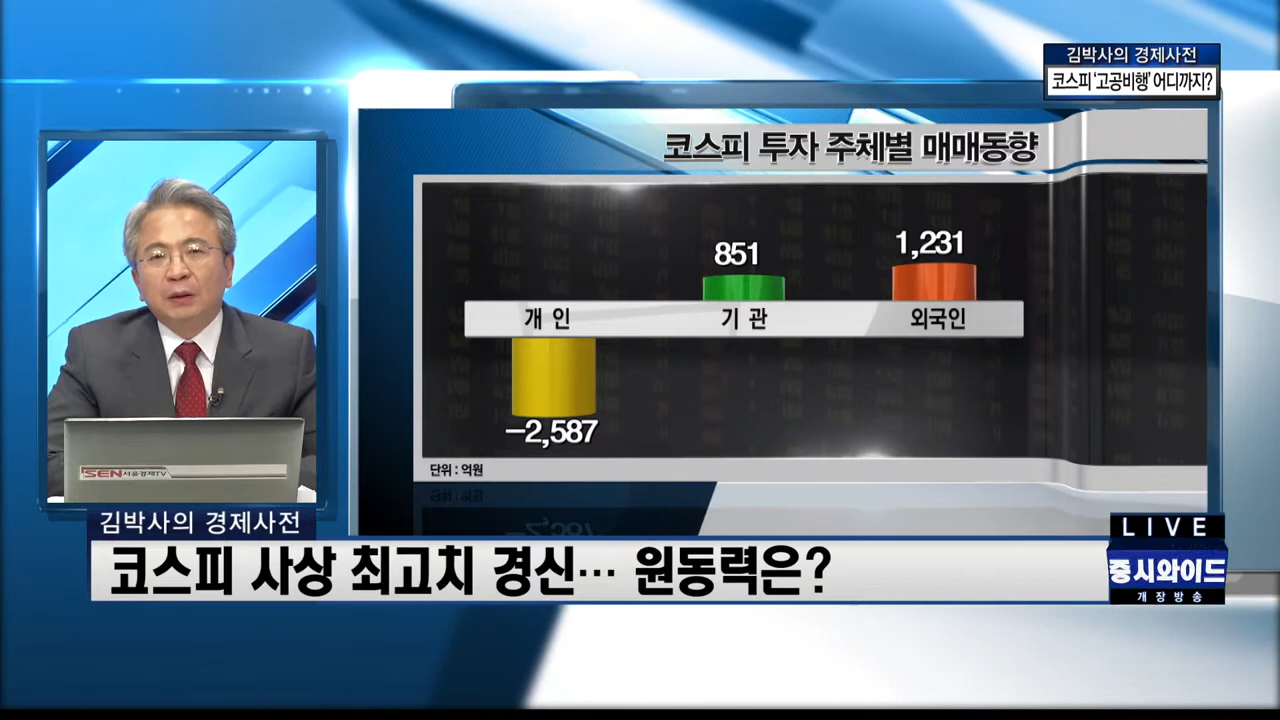 김박사의 경제사전
코스피 '고공비행' 어디까지?
코스피 투자 주체별 매매동향
851
1,231
개 인
기 관
외국인
-2,587
단위 : 억원
SEN 서울경제TV
김박사의 경제사전
코스피 사상 최고치 경신… 원동력은?
LIVE
증시와이드
개장방송